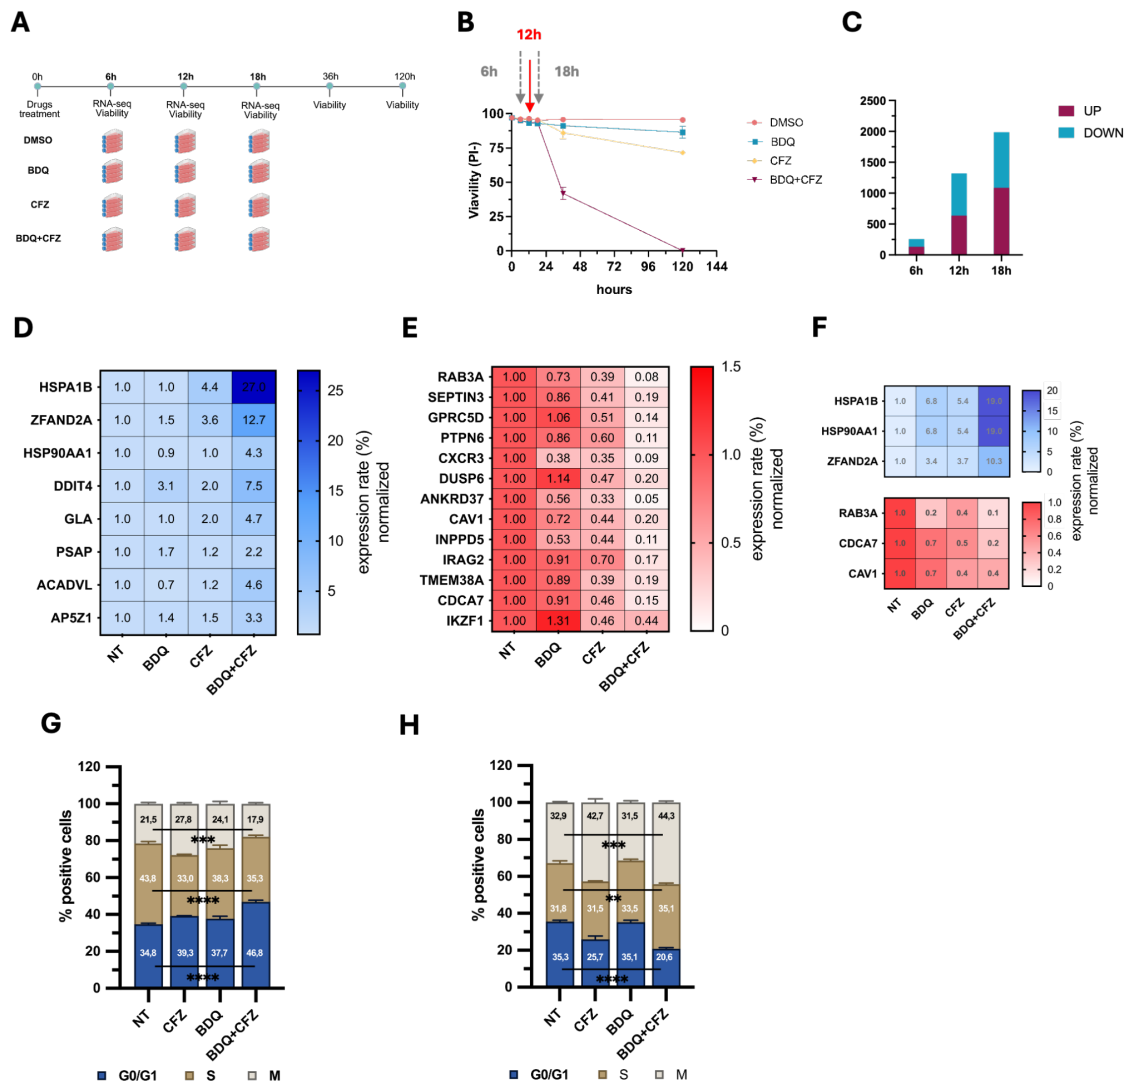 A
0h 6h 12h 18h 36h 120h
Drugs treatment RNA-seq Viability RNA-seq Viability RNA-seq Viability Viability Viability
DMSO
BDQ
CFZ
BDQ+CFZ
B
12h
6h 18h
Viavility (PI-)
100
75
50
25
0
0 24 48 72 96 120 144
hours
DMSO
BDQ
CFZ
BDQ+CFZ
C
2500
2000
1500
1000
500
0
6h 12h 18h
UP
DOWN
D
HSPA1B 1.0 1.0 4.4 27.0
ZFAND2A 1.0 1.5 3.6 12.7
HSP90AA1 1.0 0.9 1.0 4.3
DDIT4 1.0 3.1 2.0 7.5
GLA 1.0 1.0 2.0 4.7
PSAP 1.0 1.7 1.2 2.2
ACADVL 1.0 0.7 1.2 4.6
AP5Z1 1.0 1.4 1.5 3.3
NT BDQ CFZ BDQ+CFZ
25
20
15
10
5
expression rate (%)
normalized
E
RAB3A 1.00 0.73 0.39 0.08
SEPTIN3 1.00 0.86 0.41 0.19
GPRC5D 1.00 1.06 0.51 0.14
PTPN6 1.00 0.86 0.60 0.11
CXCR3 1.00 0.38 0.35 0.09
DUSP6 1.00 1.14 0.47 0.20
ANKRD37 1.00 0.56 0.33 0.05
CAV1 1.00 0.72 0.44 0.20
INPPD5 1.00 0.53 0.44 0.11
IRAG2 1.00 0.91 0.70 0.17
TMEM38A 1.00 0.89 0.39 0.19
CDCA7 1.00 0.91 0.46 0.15
IKZF1 1.00 1.31 0.46 0.44
NT BDQ CFZ BDQ+CFZ
1.5
1.0
0.5
0
expression rate (%)
normalized
F
HSPA1B 1.0 6.8 5.4 19.0
HSP90AA1 1.0 6.8 5.4 19.0
ZFAND2A 1.0 3.4 3.7 10.3
20
15
10
5
0
RAB3A 1.0 0.2 0.4 0.1
CDCA7 1.0 0.7 0.5 0.2
CAV1 1.0 0.7 0.4 0.4
NT BDQ CFZ BDQ+CFZ
1.0
0.8
0.6
0.4
0.2
0
expression rate (%)
normalized
G
% positive cells
120
100
80
60
40
20
0
21,5 27,8 24,1 17,9
***
43,8 33,0 38,3 35,3
****
34,8 39,3 37,7 46,8
****
NT CFZ BDQ BDQ+CFZ
G0/G1 S M
H
% positive cells
120
100
80
60
40
20
0
32,9 42,7 31,5 44,3
***
31,8 31,5 33,5 35,1
**
35,3 25,7 35,1 20,6
****
NT CFZ BDQ BDQ+CFZ
G0/G1 S M